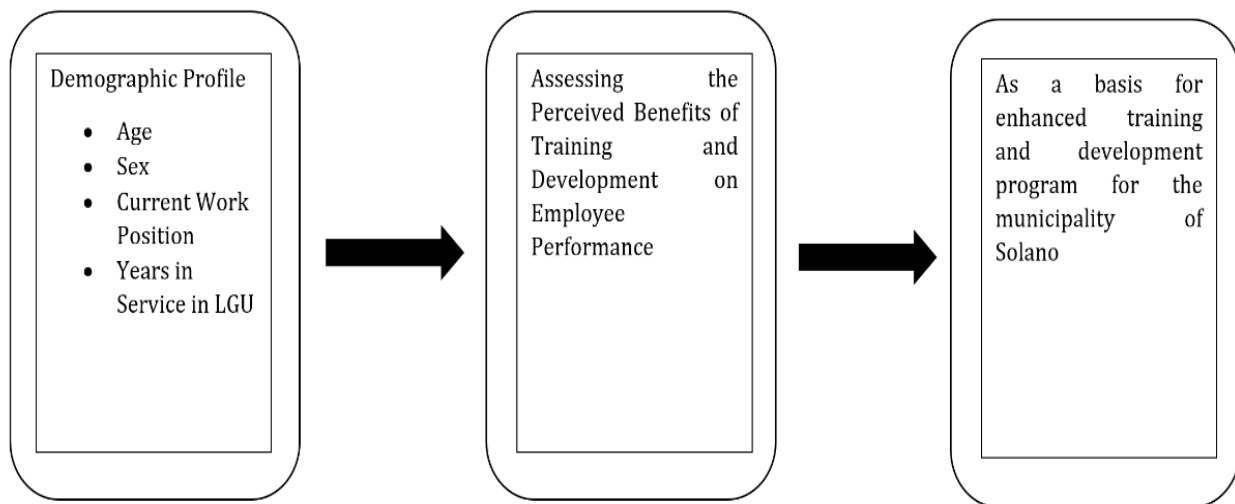 Demographic Profile
• Age
• Sex
• Current Work
Position
• Years in
Service in LGU
Assessing the
Perceived Benefits of
Training and
Development on
Employee
Performance
As a basis for
enhanced training
and development
program for the
municipality of
Solano